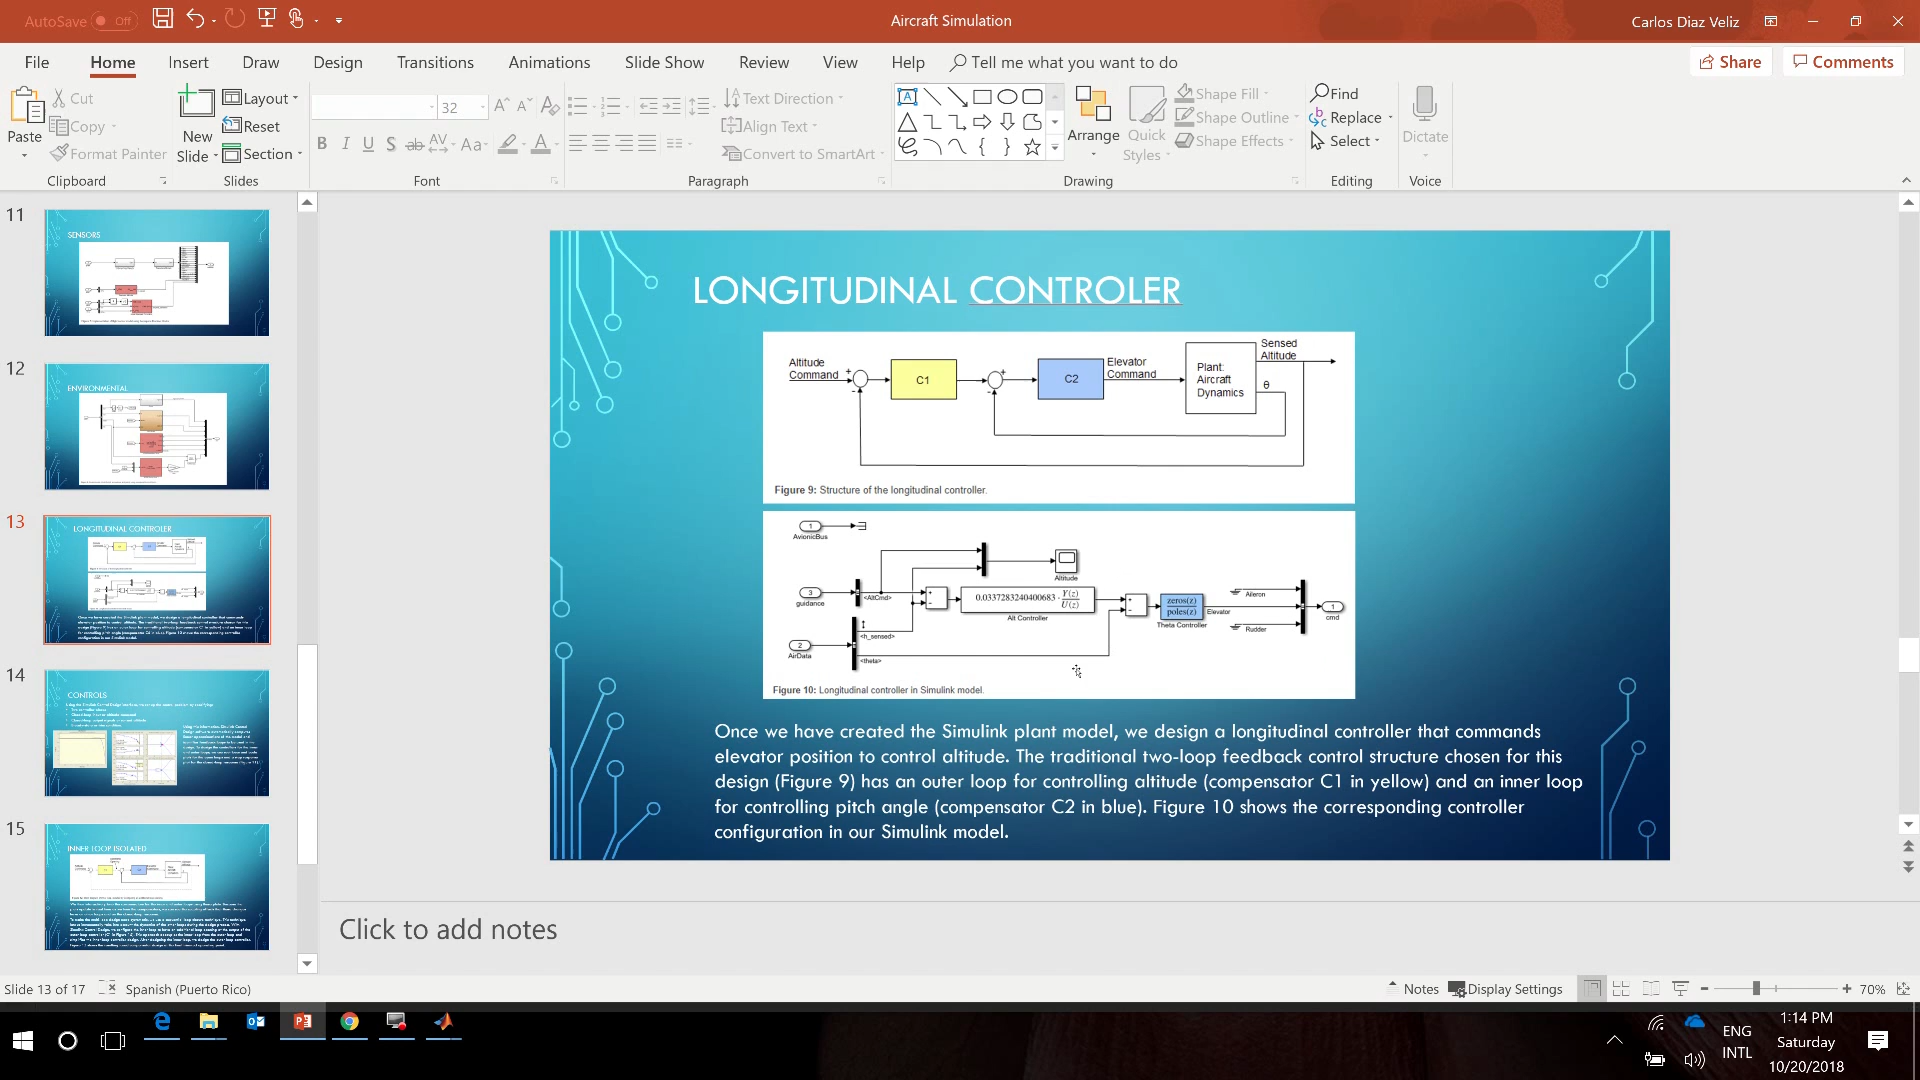 AutoSave Off
Aircraft Simulation
Carlos Diaz Veliz
File Home Insert Draw Design Transitions Animations Slide Show Review View Help Tell me what you want to do
Share Comments
Paste
Cut
Copy
Format Painter
Clipboard
New
Slide
Layout
Reset
Section
Slides
32
B I U S ab AV Aa A
Font
Text Direction
Align Text
Convert to SmartArt
Paragraph
Arrange
Quick
Styles
Shape Fill
Shape Outline
Shape Effects
Drawing
Find
Replace
Select
Editing
Dictate
Voice
11
SENSORS
12
ENVIRONMENTAL
13
LONGITUDINAL CONTROLER
14
CONTROLS
15
INNER LOOP ISOLATED
LONGITUDINAL CONTROLER
Altitude
Command
+
-
C1
+
-
C2
Elevator
Command
Plant:
Aircraft
Dynamics
Sensed
Altitude
θ
Figure 9: Structure of the longitudinal controller.
1
AvionicBus
3
guidance
<AltCmd>
2
AirData
<h_sensed>
<theta>
0.0337283240400683 · Y(z)
U(z)
Alt Controller
Altitude
zeros(z)
poles(z)
Theta Controller
Aileron
Elevator
Rudder
1
cmd
Figure 10: Longitudinal controller in Simulink model.
Once we have created the Simulink plant model, we design a longitudinal controller that commands
elevator position to control altitude. The traditional two-loop feedback control structure chosen for this
design (Figure 9) has an outer loop for controlling altitude (compensator C1 in yellow) and an inner loop
for controlling pitch angle (compensator C2 in blue). Figure 10 shows the corresponding controller
configuration in our Simulink model.
Click to add notes
Slide 13 of 17 Spanish (Puerto Rico)
Notes Display Settings 70%
ENG
INTL
1:14 PM
Saturday
10/20/2018